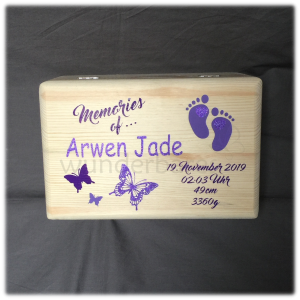 Memories
of...
Arwen Jade
19 November 2019
02:03 Uhr
49cm
3360g